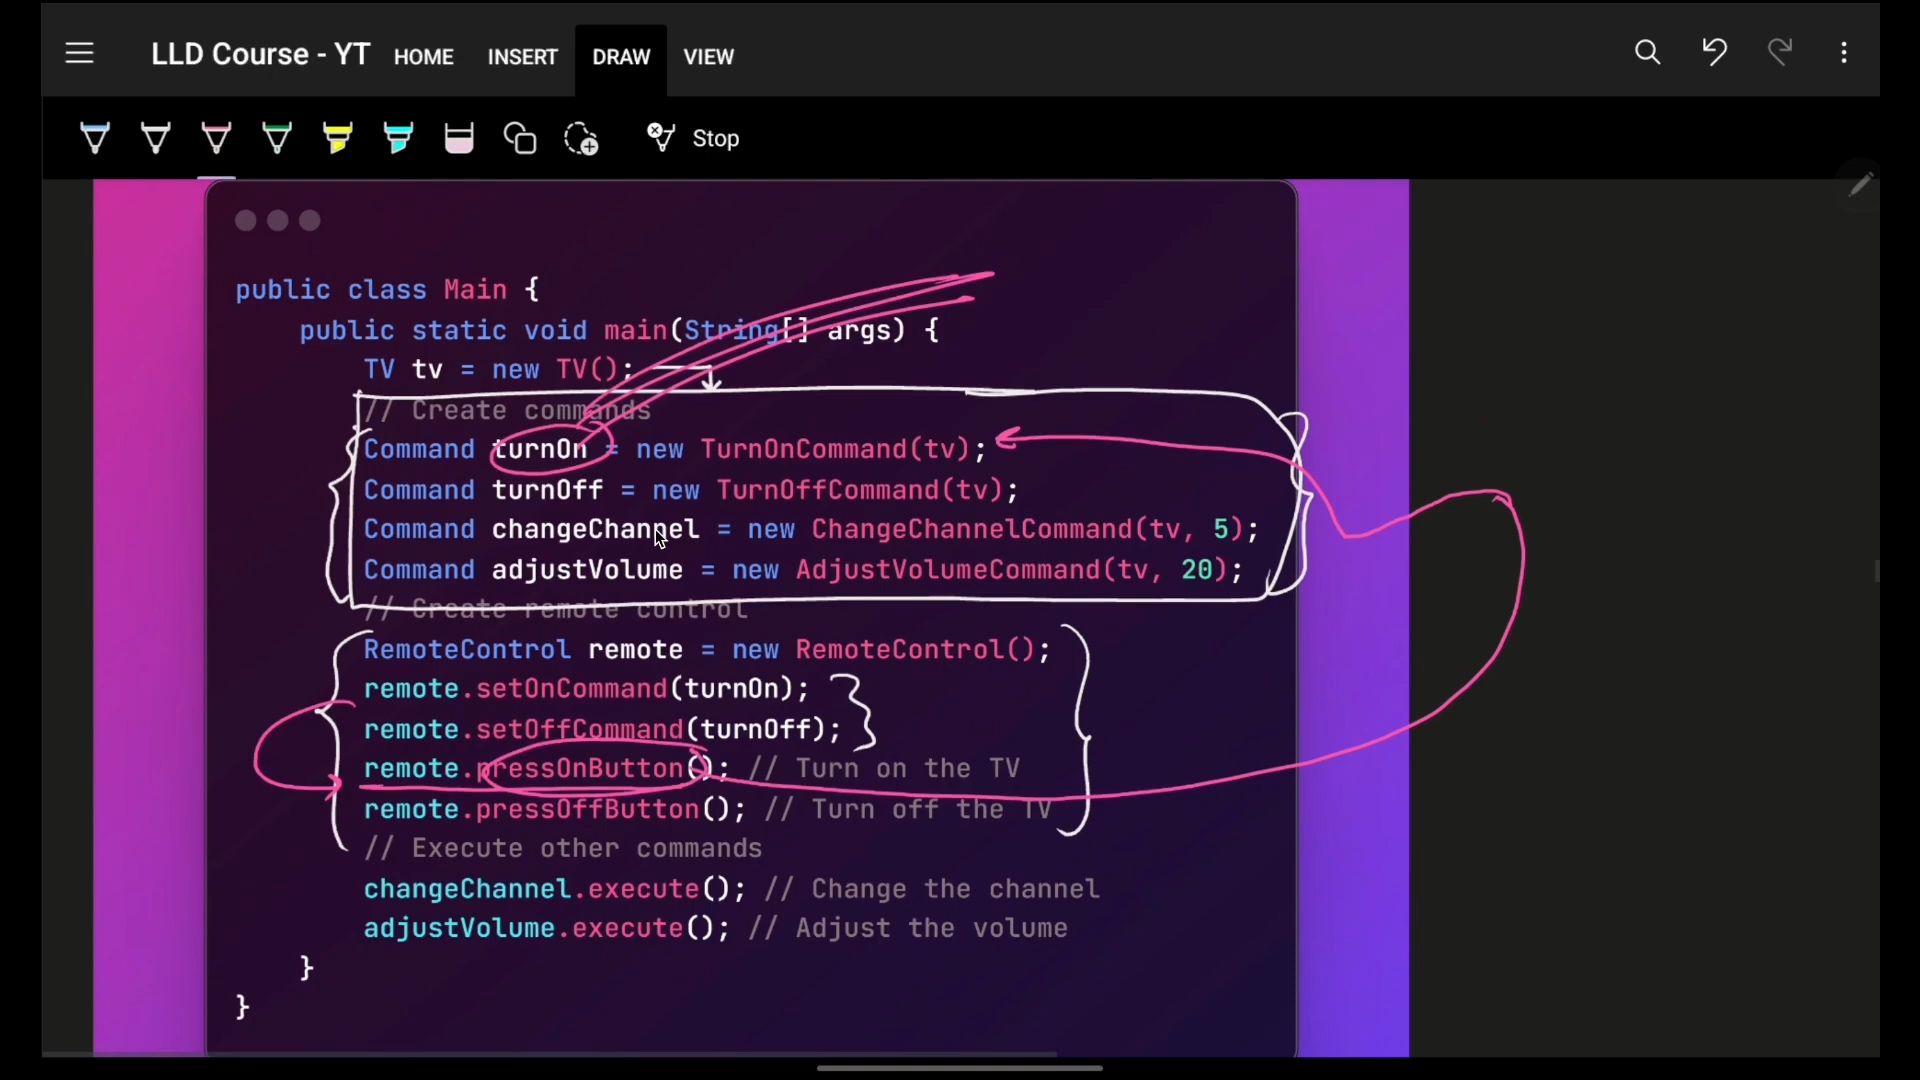 LLD Course - YT HOME INSERT DRAW VIEW
Stop
public class Main {
public static void main(String[] args) {
TV tv = new TV();
// Create commands
Command turnOn = new TurnOnCommand(tv);
Command turnOff = new TurnOffCommand(tv);
Command changeChannel = new ChangeChannelCommand(tv, 5);
Command adjustVolume = new AdjustVolumeCommand(tv, 20);
// Create remote control
RemoteControl remote = new RemoteControl();
remote.setOnCommand(turnOn);
remote.setOffCommand(turnOff);
remote.pressOnButton(); // Turn on the TV
remote.pressOffButton(); // Turn off the TV
// Execute other commands
changeChannel.execute(); // Change the channel
adjustVolume.execute(); // Adjust the volume
}
}